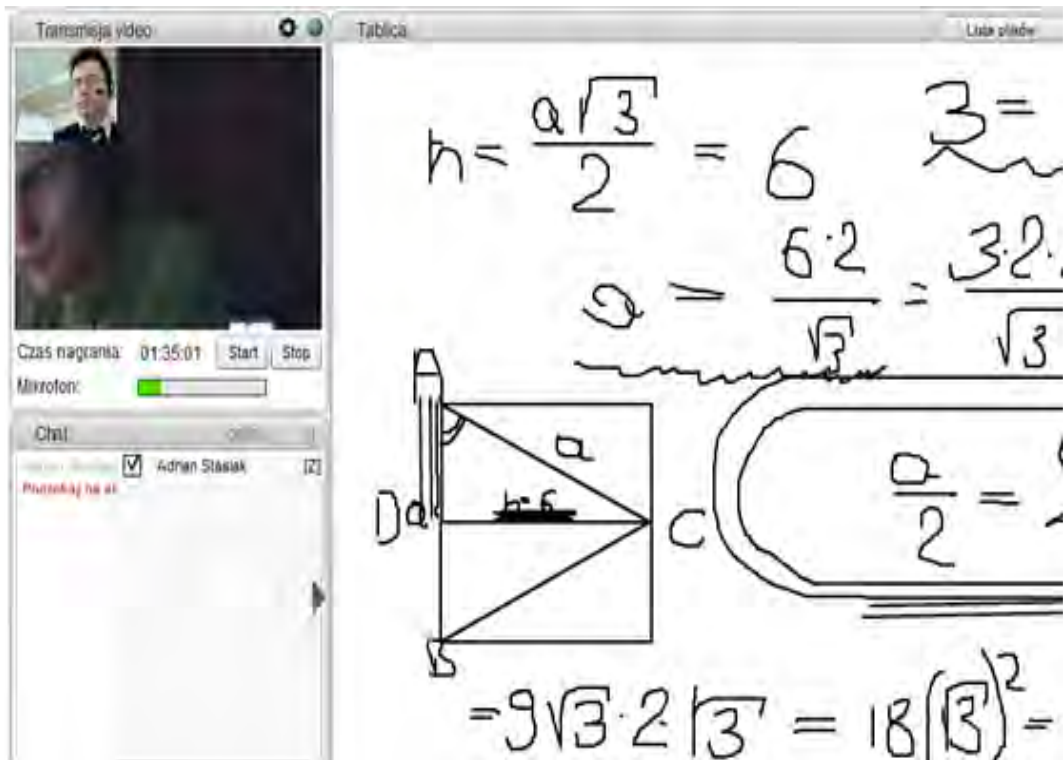 Transmisja video
Czas nagrania: 01:35:01 Start Stop
Mikrofon:
Chat
Adrian Stasiak [Z]
Tablica
Lista plików
h = a√3 / 2 = 6
3 =
a = 6·2 / √3 = 3·2· / √3
a
D a h=6 C
B
a / 2 =
= 9√3·2·√3 = 18(√3)² =